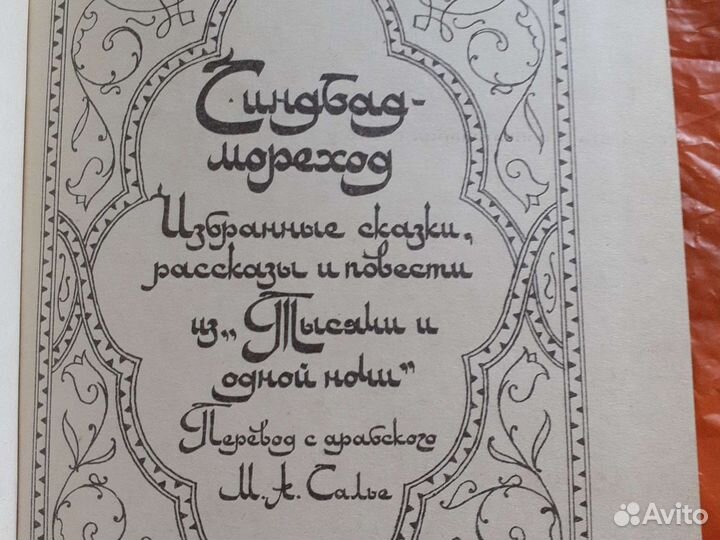 Синдбад-
мореход
Избранные сказки,
рассказы и повести
из „Тысячи и
одной ночи"
Перевод с арабского
М. А. Салье
Avito